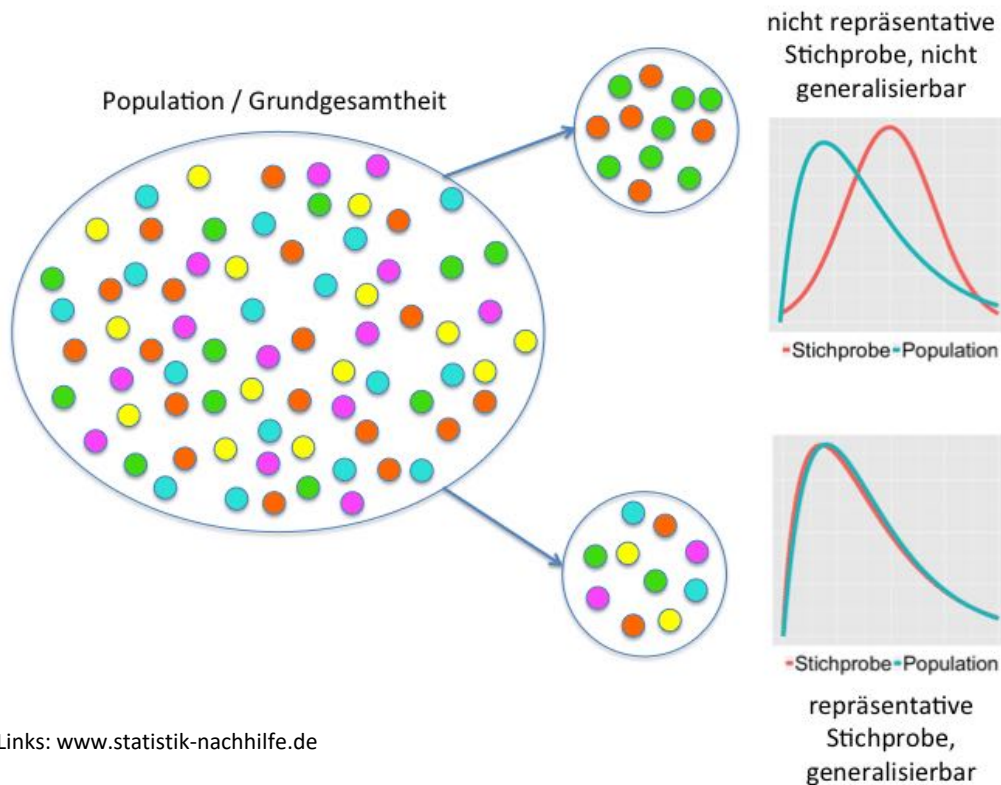 nicht repräsentative
Stichprobe, nicht
generalisierbar
Population / Grundgesamtheit
Stichprobe Population
Stichprobe Population
repräsentative
Stichprobe,
generalisierbar
Links: www.statistik-nachhilfe.de